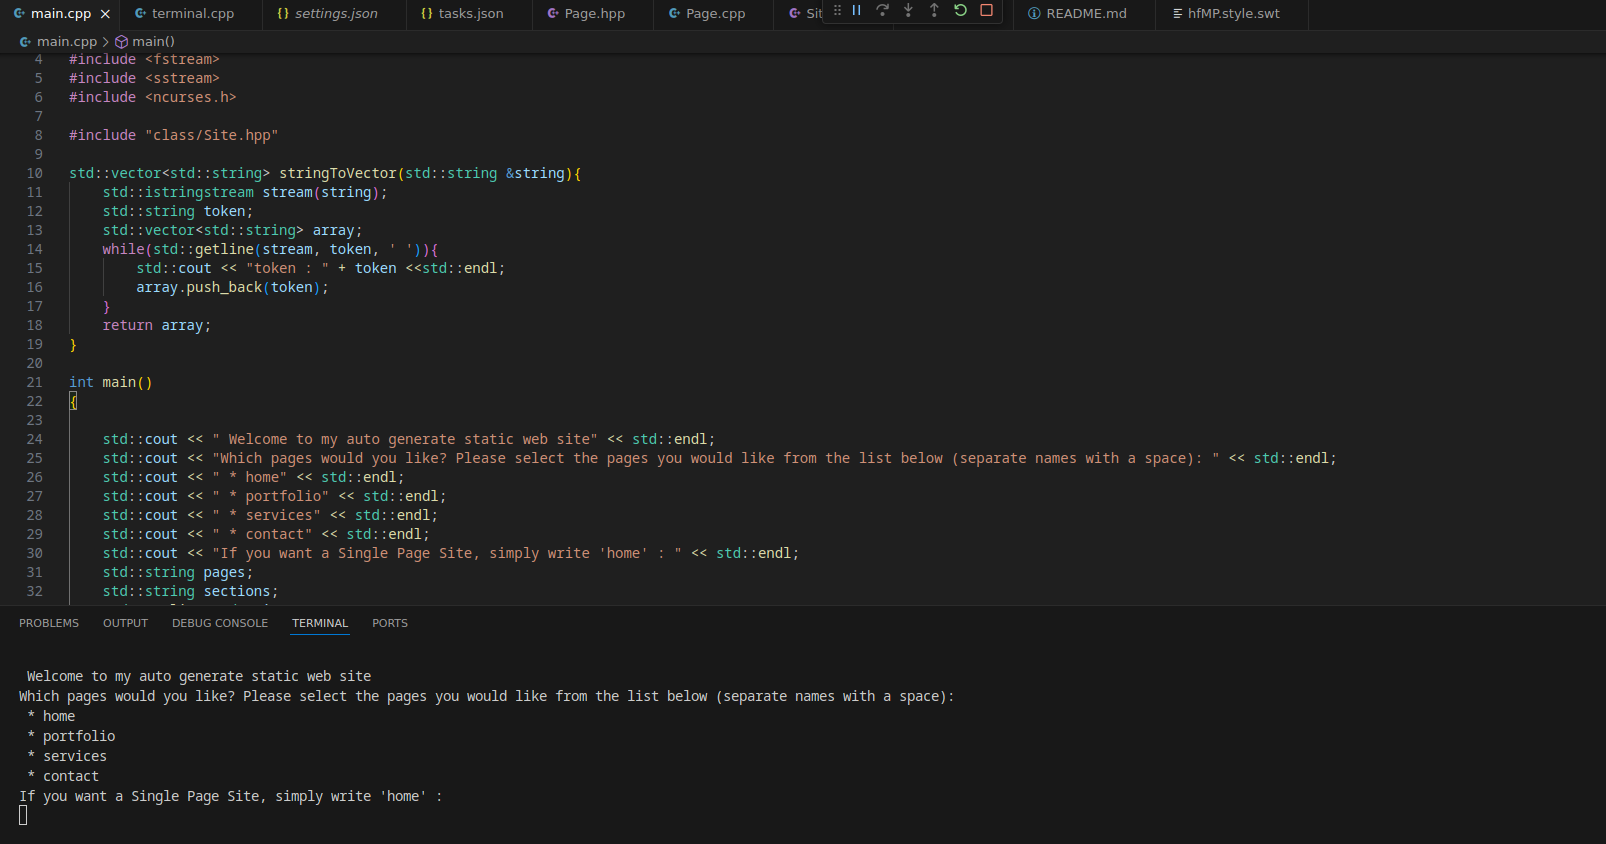 main.cpp terminal.cpp settings.json tasks.json Page.hpp Page.cpp Sit README.md hfMP.style.swt
main.cpp > main()
4 #include <fstream>
5 #include <sstream>
6 #include <ncurses.h>
7
8 #include "class/Site.hpp"
9
10 std::vector<std::string> stringToVector(std::string &string){
11     std::istringstream stream(string);
12     std::string token;
13     std::vector<std::string> array;
14     while(std::getline(stream, token, ' ')){
15         std::cout << "token : " + token <<std::endl;
16         array.push_back(token);
17     }
18     return array;
19 }
20
21 int main()
22 {
23
24     std::cout << " Welcome to my auto generate static web site" << std::endl;
25     std::cout << "Which pages would you like? Please select the pages you would like from the list below (separate names with a space): " << std::endl;
26     std::cout << " * home" << std::endl;
27     std::cout << " * portfolio" << std::endl;
28     std::cout << " * services" << std::endl;
29     std::cout << " * contact" << std::endl;
30     std::cout << "If you want a Single Page Site, simply write 'home' : " << std::endl;
31     std::string pages;
32     std::string sections;
PROBLEMS OUTPUT DEBUG CONSOLE TERMINAL PORTS
 Welcome to my auto generate static web site
Which pages would you like? Please select the pages you would like from the list below (separate names with a space):
 * home
 * portfolio
 * services
 * contact
If you want a Single Page Site, simply write 'home' :